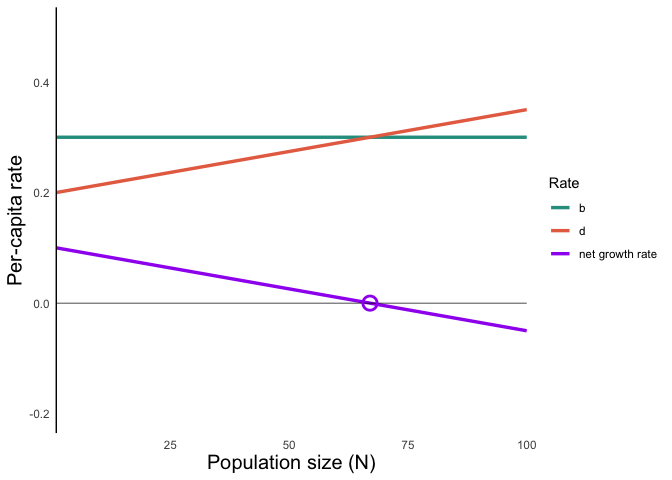 Per-capita rate
0.4
0.2
0.0
-0.2
25 50 75 100
Population size (N)
Rate
b
d
net growth rate